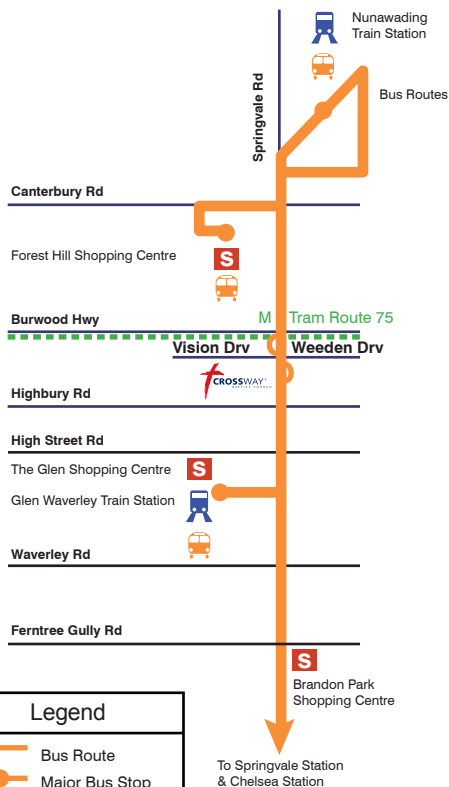 Nunawading
Train Station
Springvale Rd
Bus Routes
Canterbury Rd
Forest Hill Shopping Centre
S
Burwood Hwy
M Tram Route 75
Vision Drv Weeden Drv
CROSSWAY
BAPTIST CHURCH
Highbury Rd
High Street Rd
The Glen Shopping Centre
S
Glen Waverley Train Station
Waverley Rd
Ferntree Gully Rd
S
Brandon Park
Shopping Centre
Legend
Bus Route
Major Bus Stop
To Springvale Station
& Chelsea Station